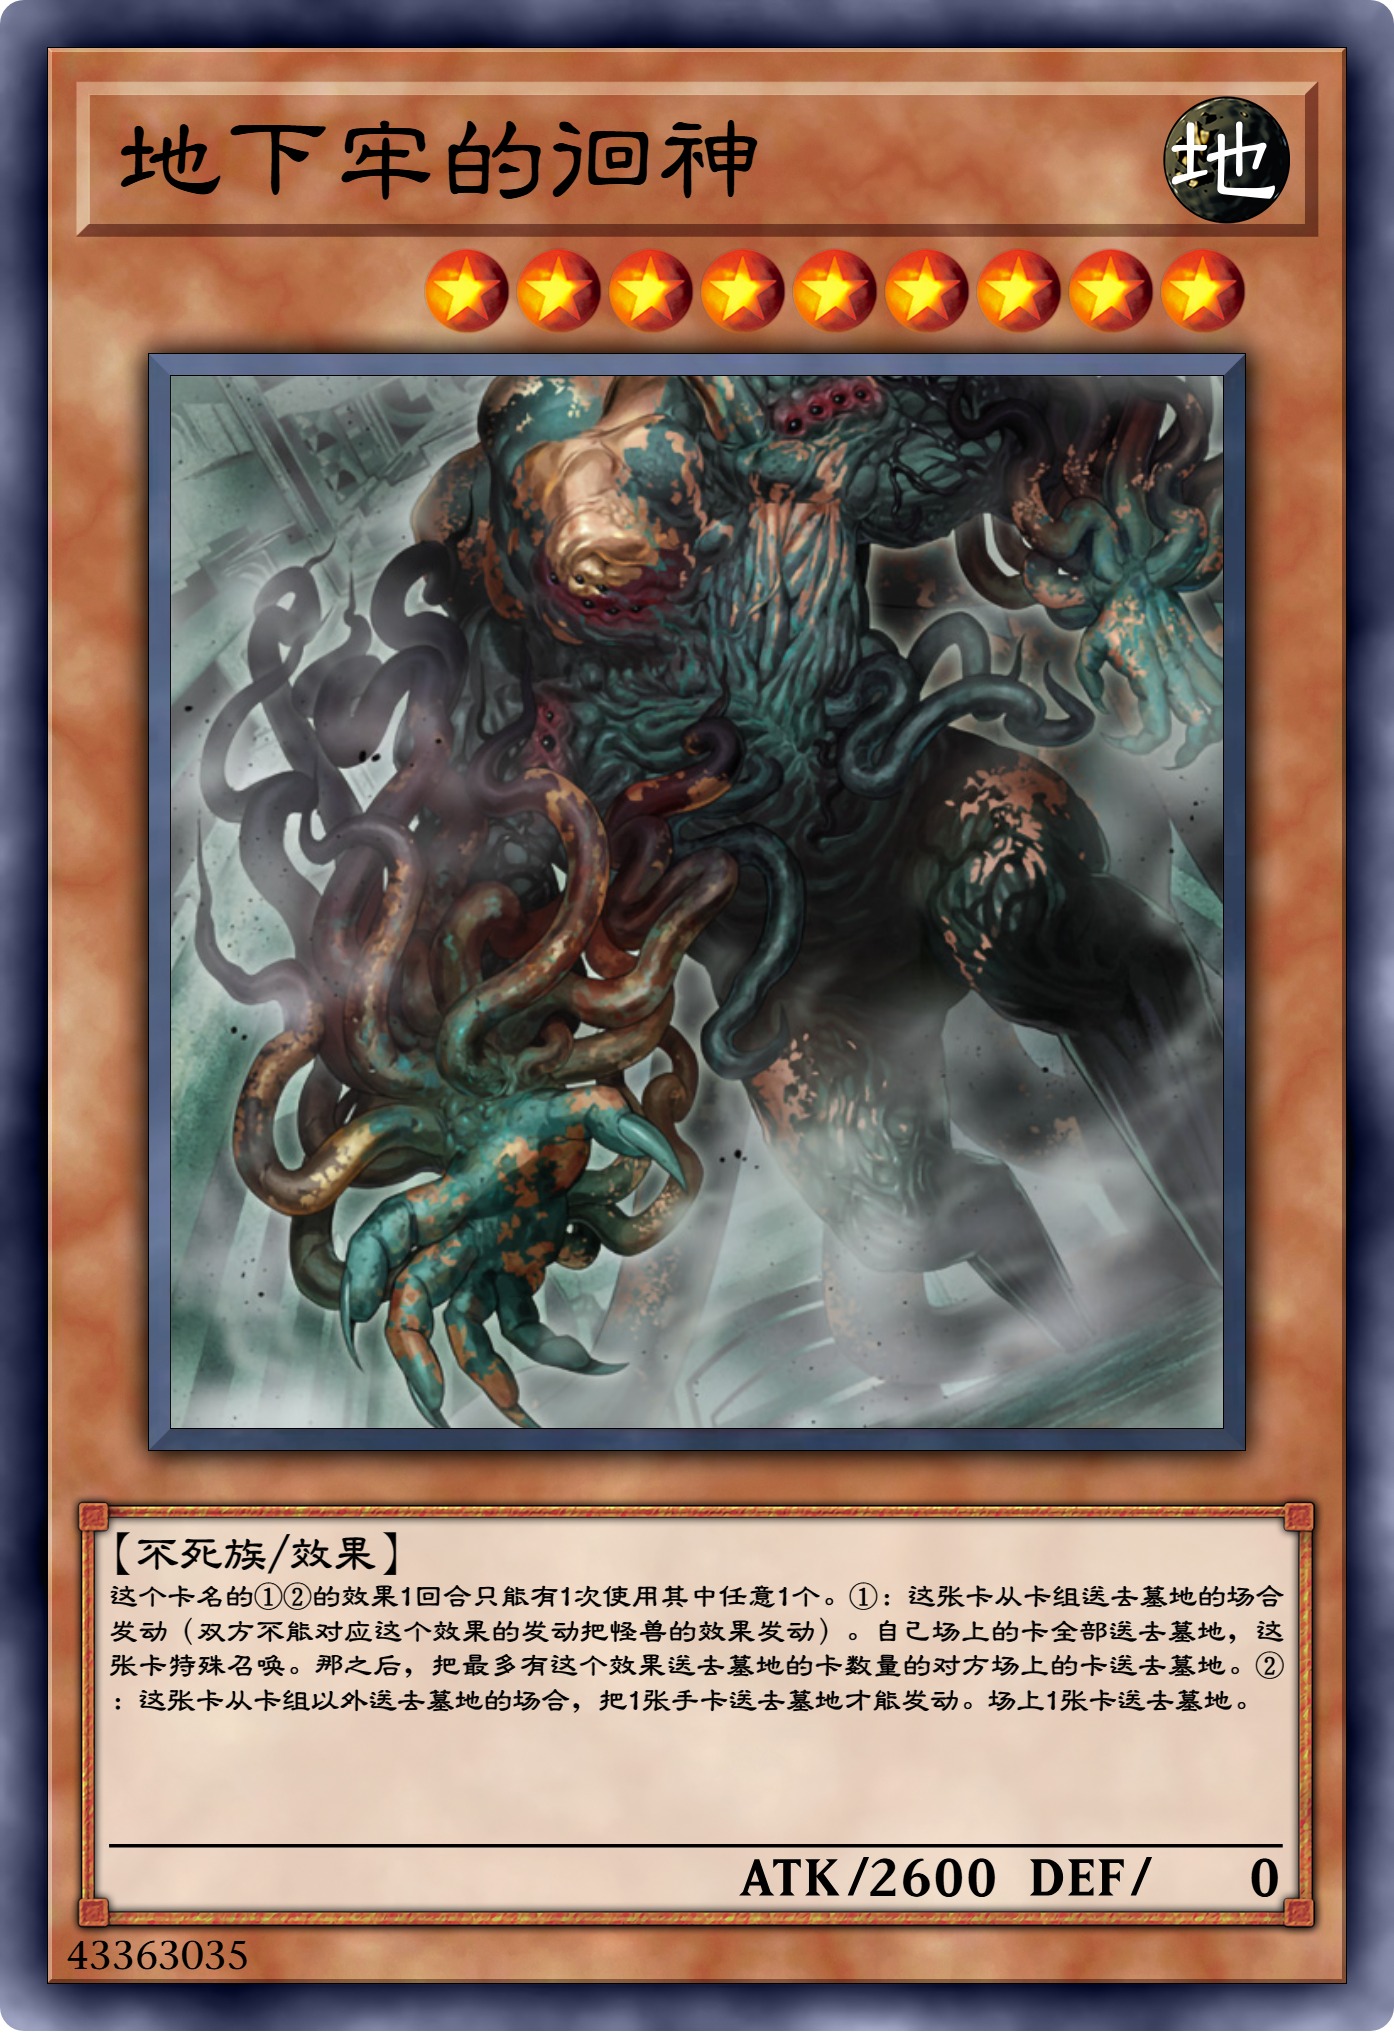 地下牢的徊神
地
【不死族/效果】
这个卡名的①②的效果1回合只能有1次使用其中任意1个。①：这张卡从卡组送去墓地的场合
发动（双方不能对应这个效果的发动把怪兽的效果发动）。自己场上的卡全部送去墓地，这
张卡特殊召唤。那之后，把最多有这个效果送去墓地的卡数量的对方场上的卡送去墓地。②
：这张卡从卡组以外送去墓地的场合，把1张手卡送去墓地才能发动。场上1张卡送去墓地。
ATK/2600 DEF/ 0
43363035